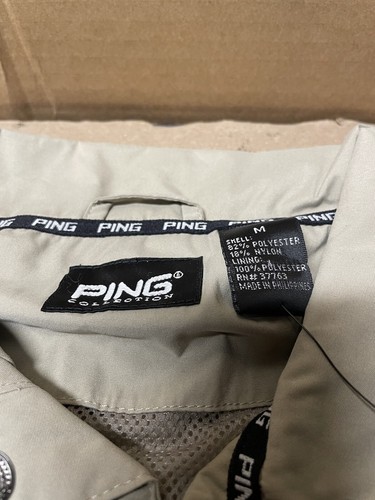 PING PING PING PING
PING
COLLECTION
M
SHELL:
82% POLYESTER
18% NYLON
LINING:
100% POLYESTER
RN# 37763
MADE IN PHILIPPINES
PING